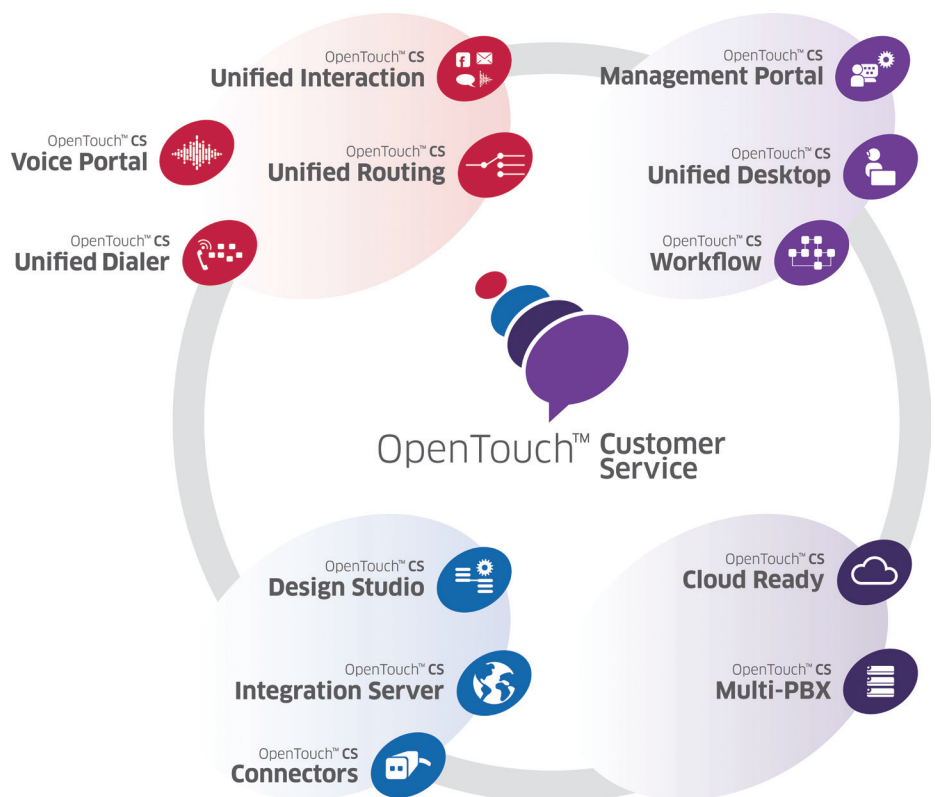 OpenTouch™ CS
Unified Interaction
OpenTouch™ CS
Voice Portal
OpenTouch™ CS
Unified Routing
OpenTouch™ CS
Unified Dialer
OpenTouch™ CS
Management Portal
OpenTouch™ CS
Unified Desktop
OpenTouch™ CS
Workflow
OpenTouch™ Customer
Service
OpenTouch™ CS
Design Studio
OpenTouch™ CS
Integration Server
OpenTouch™ CS
Connectors
OpenTouch™ CS
Cloud Ready
OpenTouch™ CS
Multi-PBX